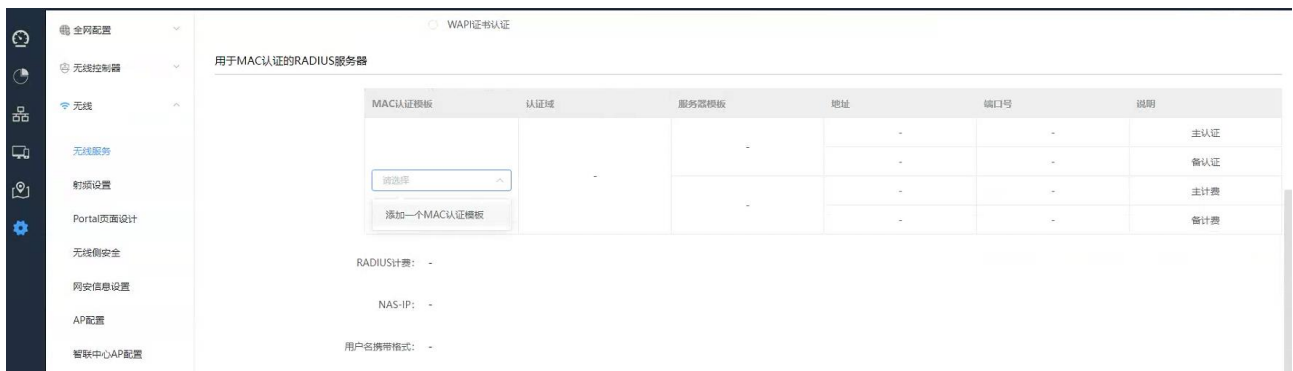 全网配置
WAPI证书认证
无线控制器
用于MAC认证的RADIUS服务器
无线
MAC认证模板 认证域 服务器模板 地址 端口号 说明
- - 主认证
无线服务
-
- - 备认证
请选择
-
射频设置
- - 主计费
添加一个MAC认证模板
-
Portal页面设计
- - 备计费
无线侧安全
RADIUS计费： -
网安信息设置
NAS-IP： -
AP配置
用户名携带格式： -
智联中心AP配置